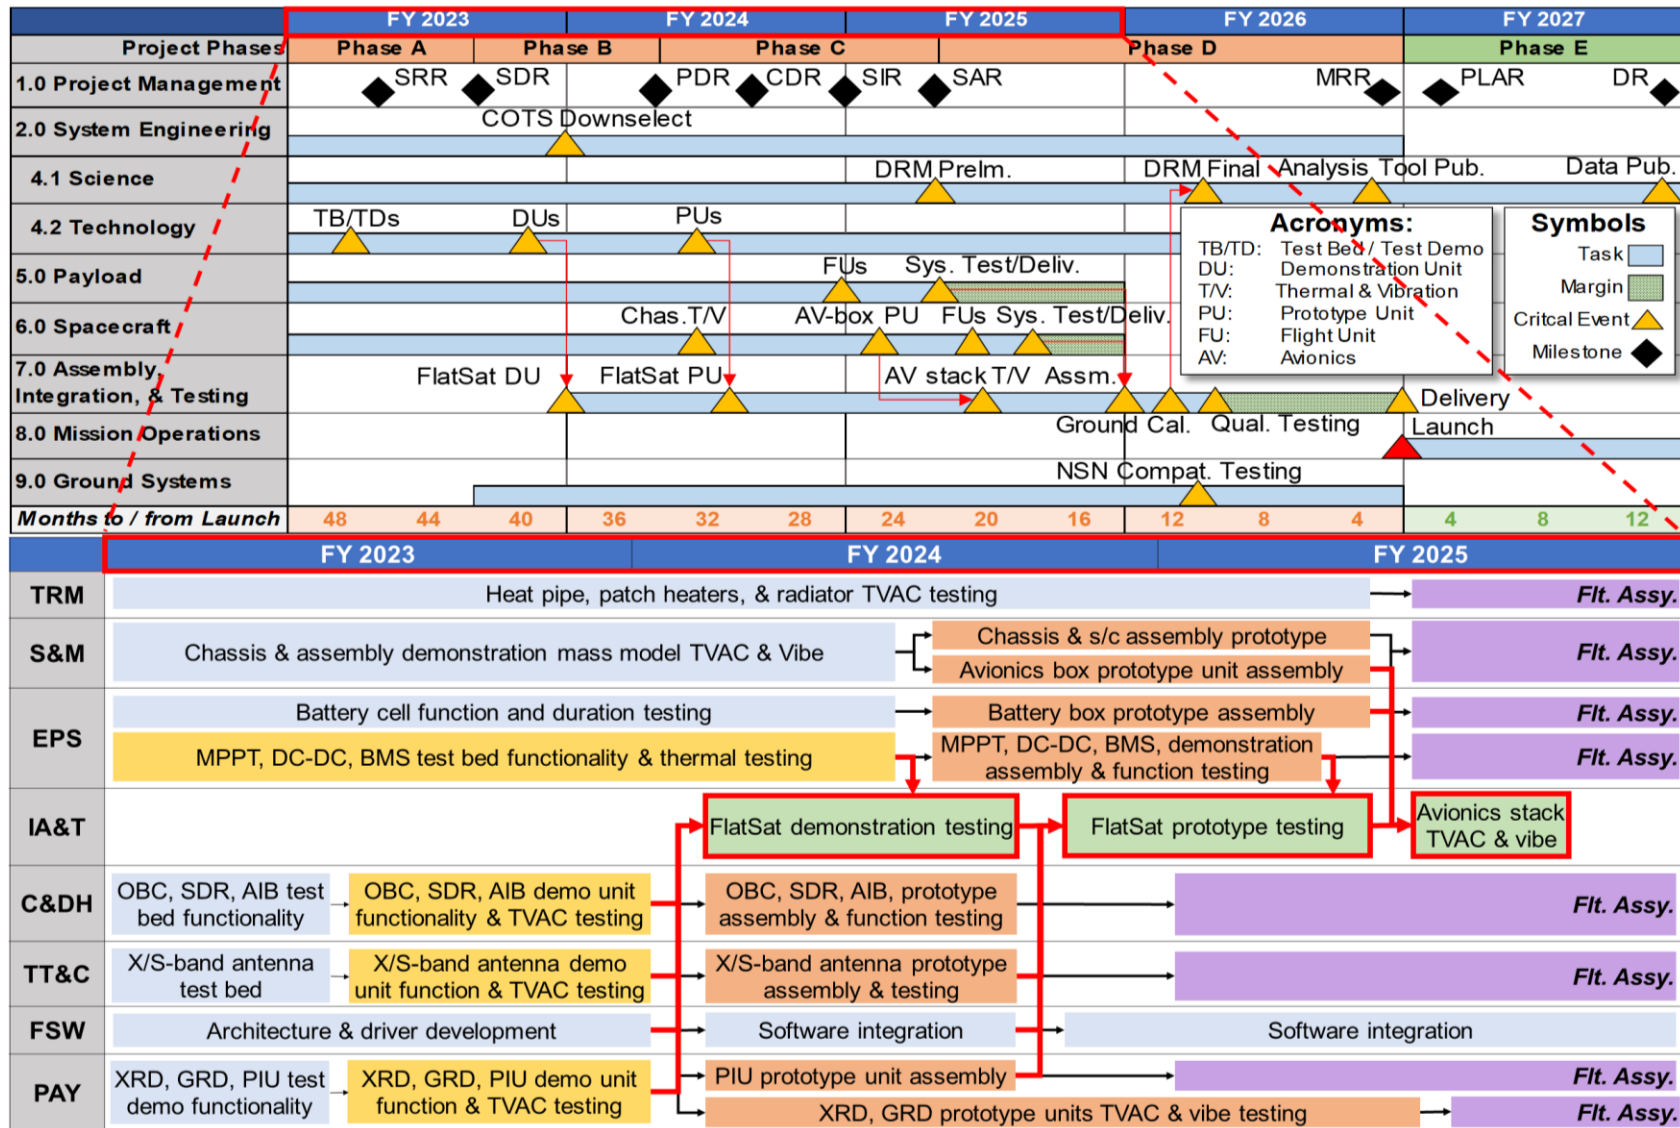 FY 2023 FY 2024 FY 2025 FY 2026 FY 2027
Project Phases Phase A Phase B Phase C Phase D Phase E
1.0 Project Management SRR SDR PDR CDR SIR SAR MRR PLAR DR
2.0 System Engineering COTS Downselect
4.1 Science DRM Prelm. DRM Final Analysis Tool Pub. Data Pub.
4.2 Technology TB/TDs DUs PUs
5.0 Payload FUs Sys. Test/Deliv.
6.0 Spacecraft Chas.T/V AV-box PU FUs Sys. Test/Deliv.
7.0 Assembly,
Integration, & Testing FlatSat DU FlatSat PU AV stack T/V Assm. Ground Cal. Qual. Testing Delivery
8.0 Mission Operations Launch
9.0 Ground Systems NSN Compat. Testing
Months to / from Launch 48 44 40 36 32 28 24 20 16 12 8 4 4 8 12
Acronyms:
TB/TD: Test Bed / Test Demo
DU: Demonstration Unit
T/V: Thermal & Vibration
PU: Prototype Unit
FU: Flight Unit
AV: Avionics
Symbols
Task
Margin
Critcal Event
Milestone
FY 2023 FY 2024 FY 2025
TRM Heat pipe, patch heaters, & radiator TVAC testing Flt. Assy.
S&M Chassis & assembly demonstration mass model TVAC & Vibe
Chassis & s/c assembly prototype
Avionics box prototype unit assembly
Flt. Assy.
EPS Battery cell function and duration testing Battery box prototype assembly Flt. Assy.
MPPT, DC-DC, BMS test bed functionality & thermal testing
MPPT, DC-DC, BMS, demonstration
assembly & function testing
Flt. Assy.
IA&T FlatSat demonstration testing FlatSat prototype testing
Avionics stack
TVAC & vibe
C&DH
OBC, SDR, AIB test
bed functionality
OBC, SDR, AIB demo unit
functionality & TVAC testing
OBC, SDR, AIB, prototype
assembly & function testing
Flt. Assy.
TT&C
X/S-band antenna
test bed
X/S-band antenna demo
unit function & TVAC testing
X/S-band antenna prototype
assembly & testing
Flt. Assy.
FSW Architecture & driver development Software integration Software integration
PAY
XRD, GRD, PIU test
demo functionality
XRD, GRD, PIU demo unit
function & TVAC testing
PIU prototype unit assembly Flt. Assy.
XRD, GRD prototype units TVAC & vibe testing Flt. Assy.